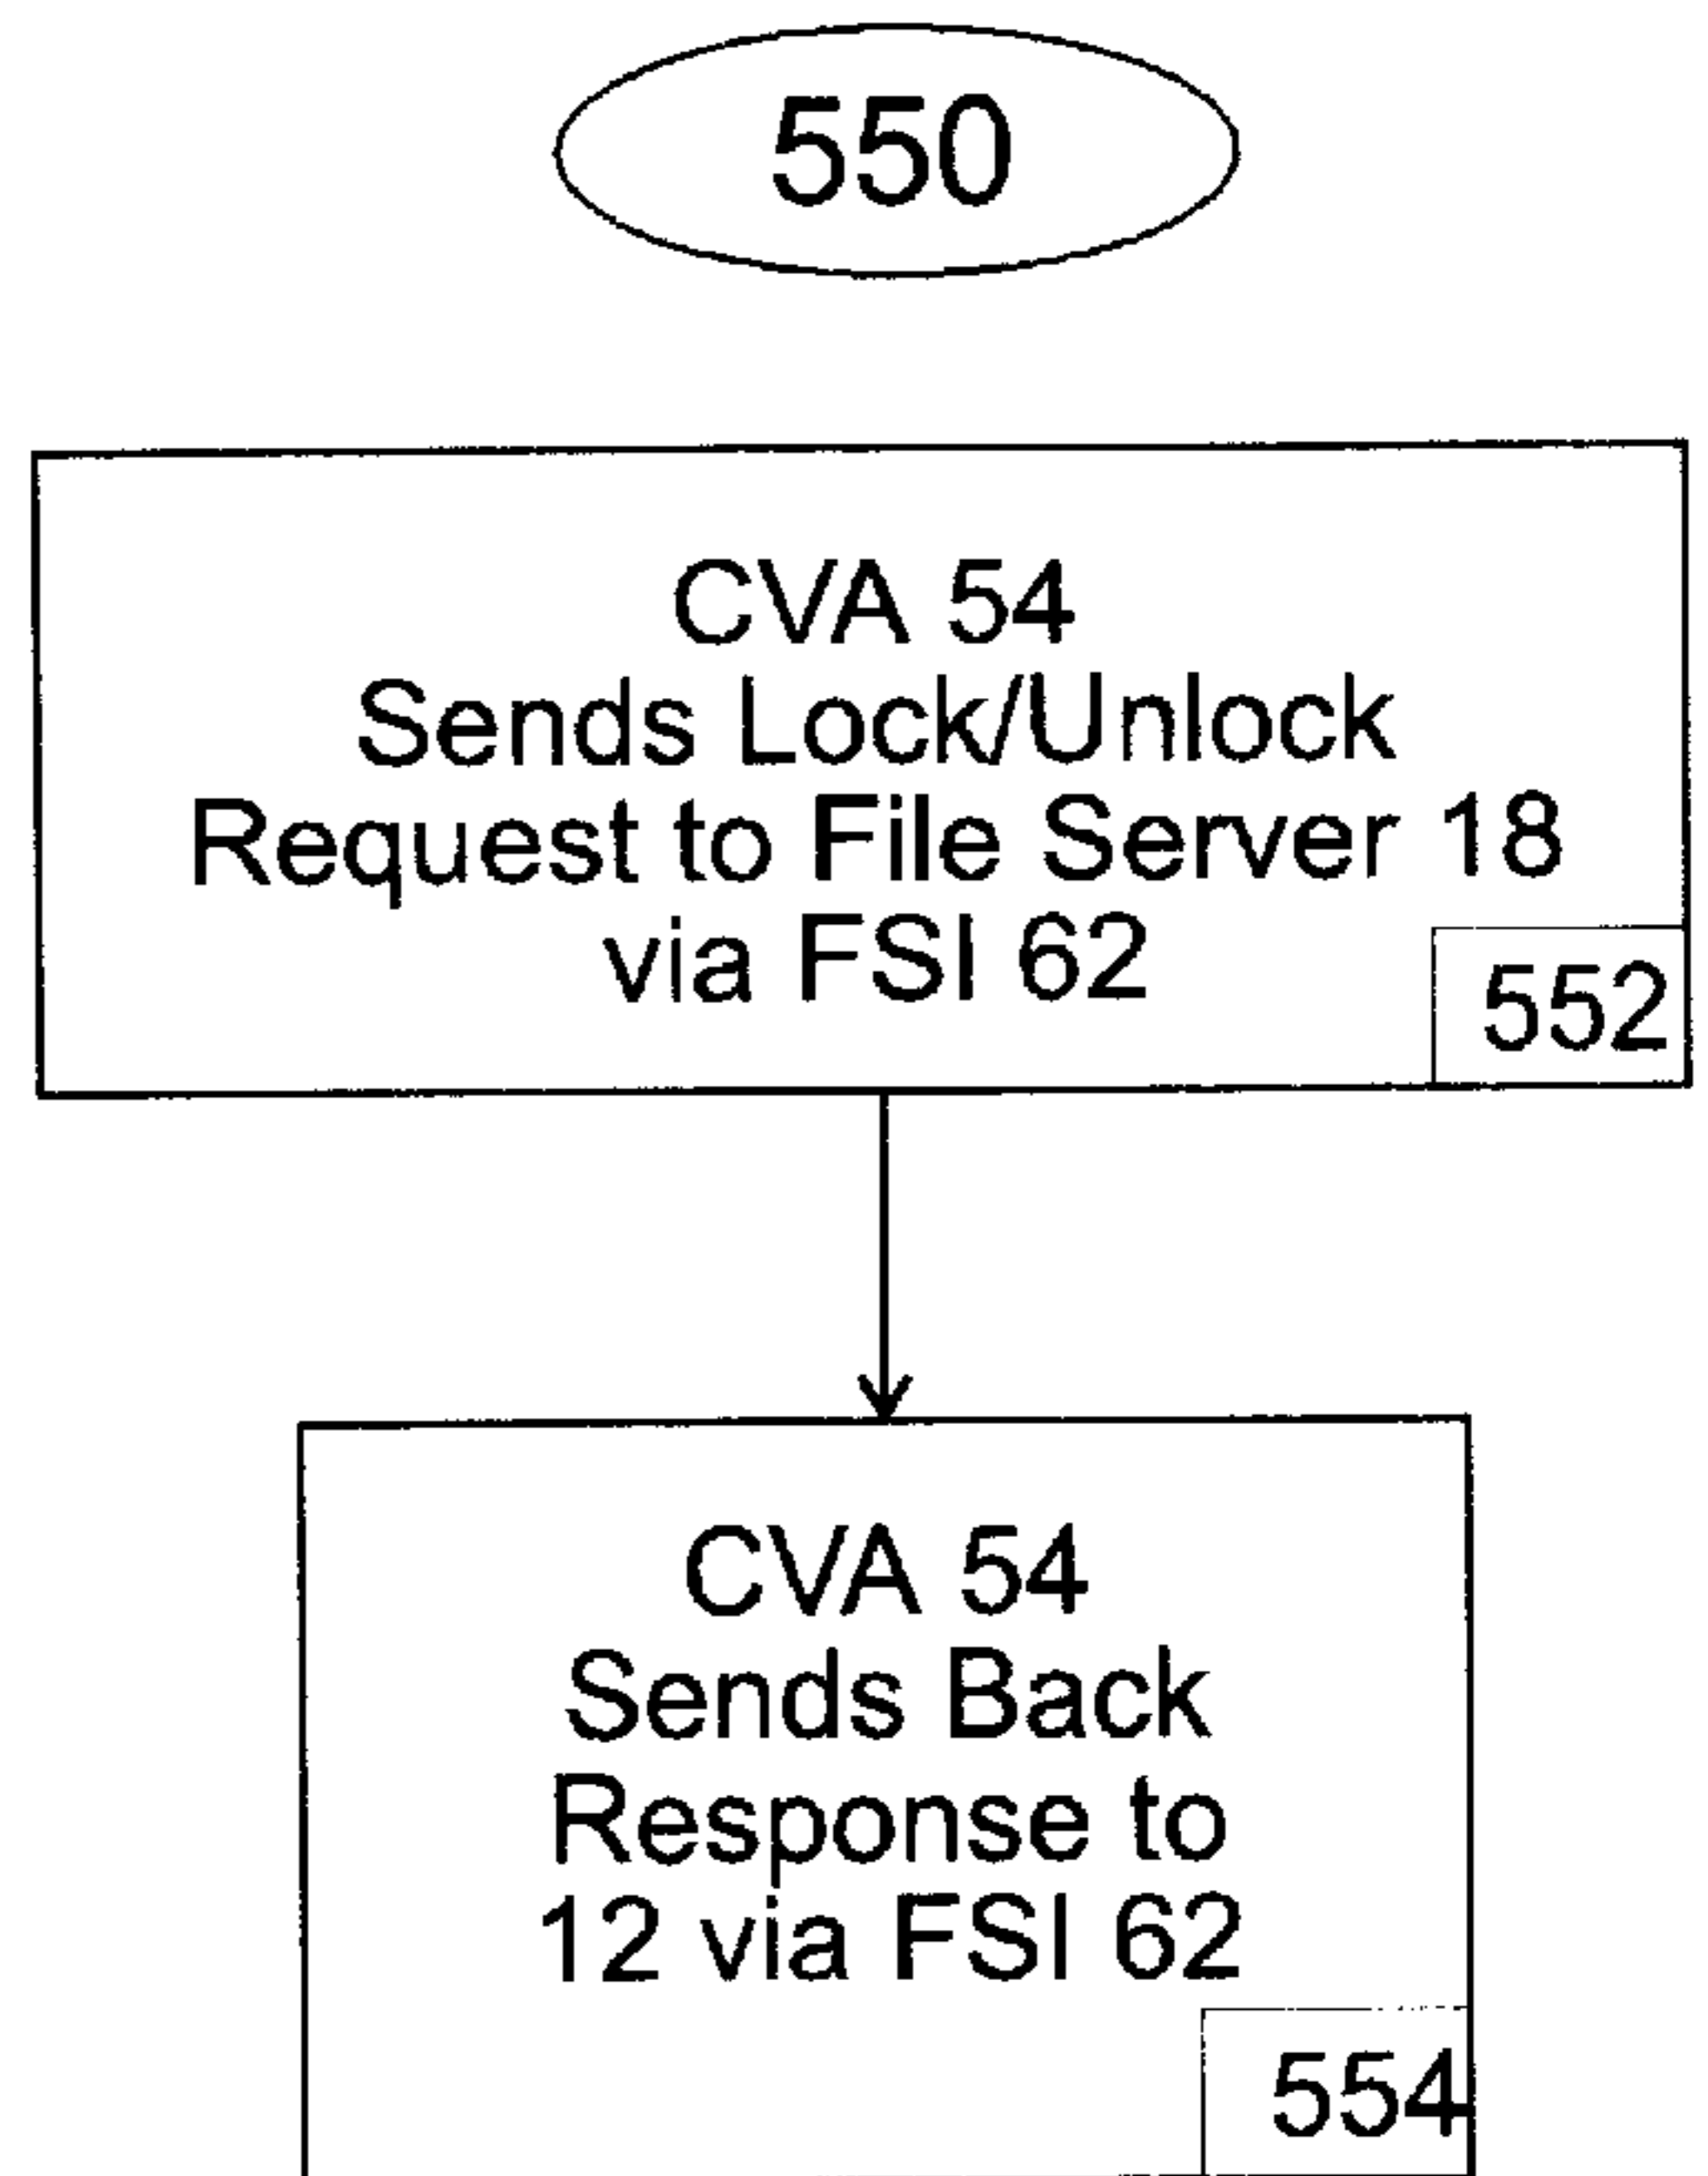 550
CVA 54
Sends Lock/Unlock
Request to File Server 18
via FSI 62
552
CVA 54
Sends Back
Response to
12 via FSI 62
554